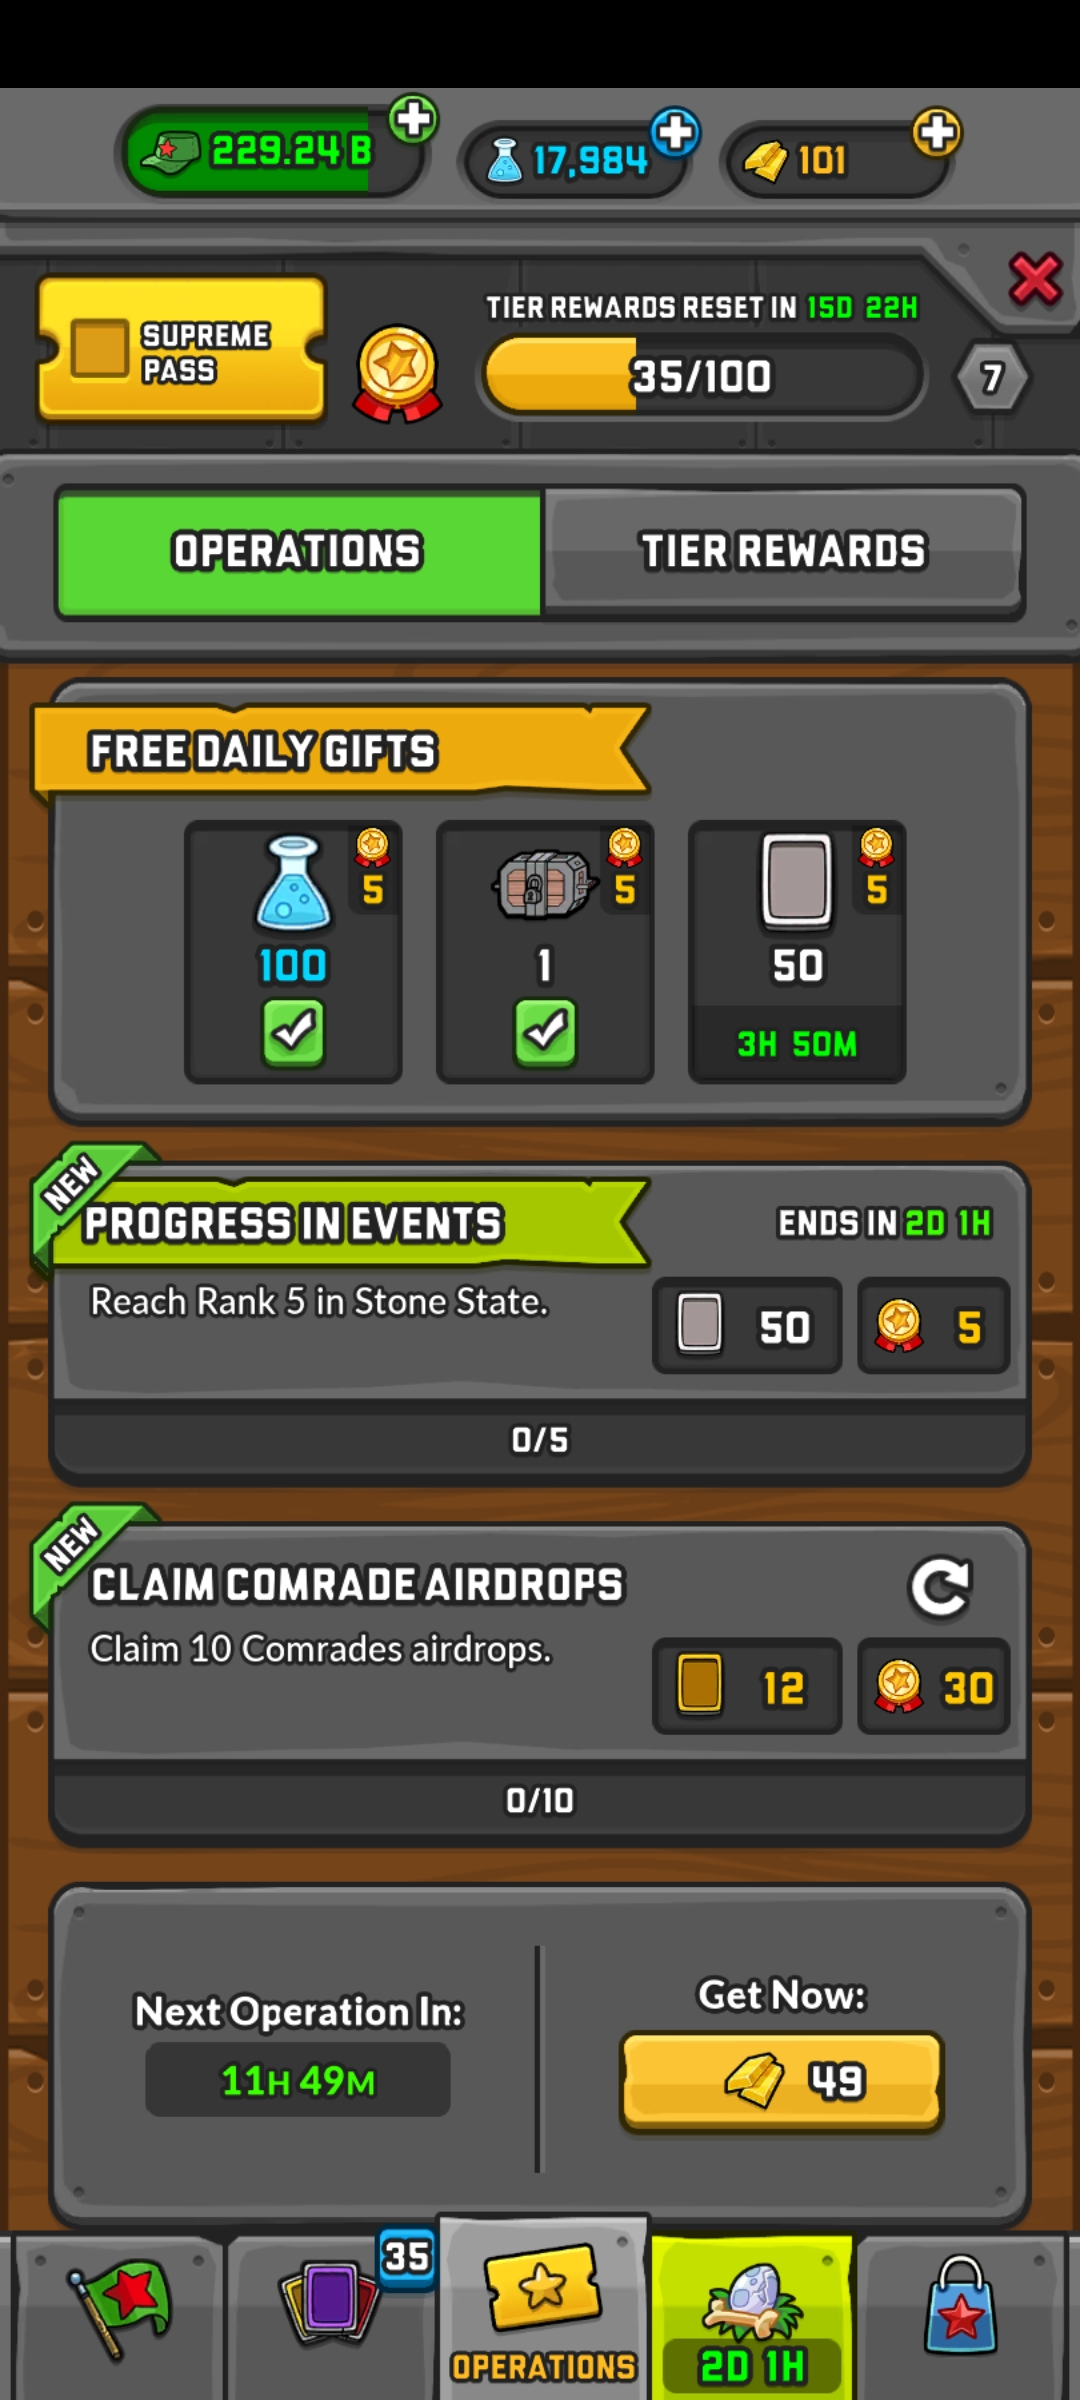 229.24 B
17,984
101
SUPREME
PASS
TIER REWARDS RESET IN 15D 22H
35/100
7
OPERATIONS
TIER REWARDS
FREE DAILY GIFTS
5
5
5
100
1
50
3H 50M
NEW
PROGRESS IN EVENTS
ENDS IN 2D 1H
Reach Rank 5 in Stone State.
50
5
0/5
NEW
CLAIM COMRADE AIRDROPS
Claim 10 Comrades airdrops.
12
30
0/10
Next Operation In:
11H 49M
Get Now:
49
35
OPERATIONS
2D 1H